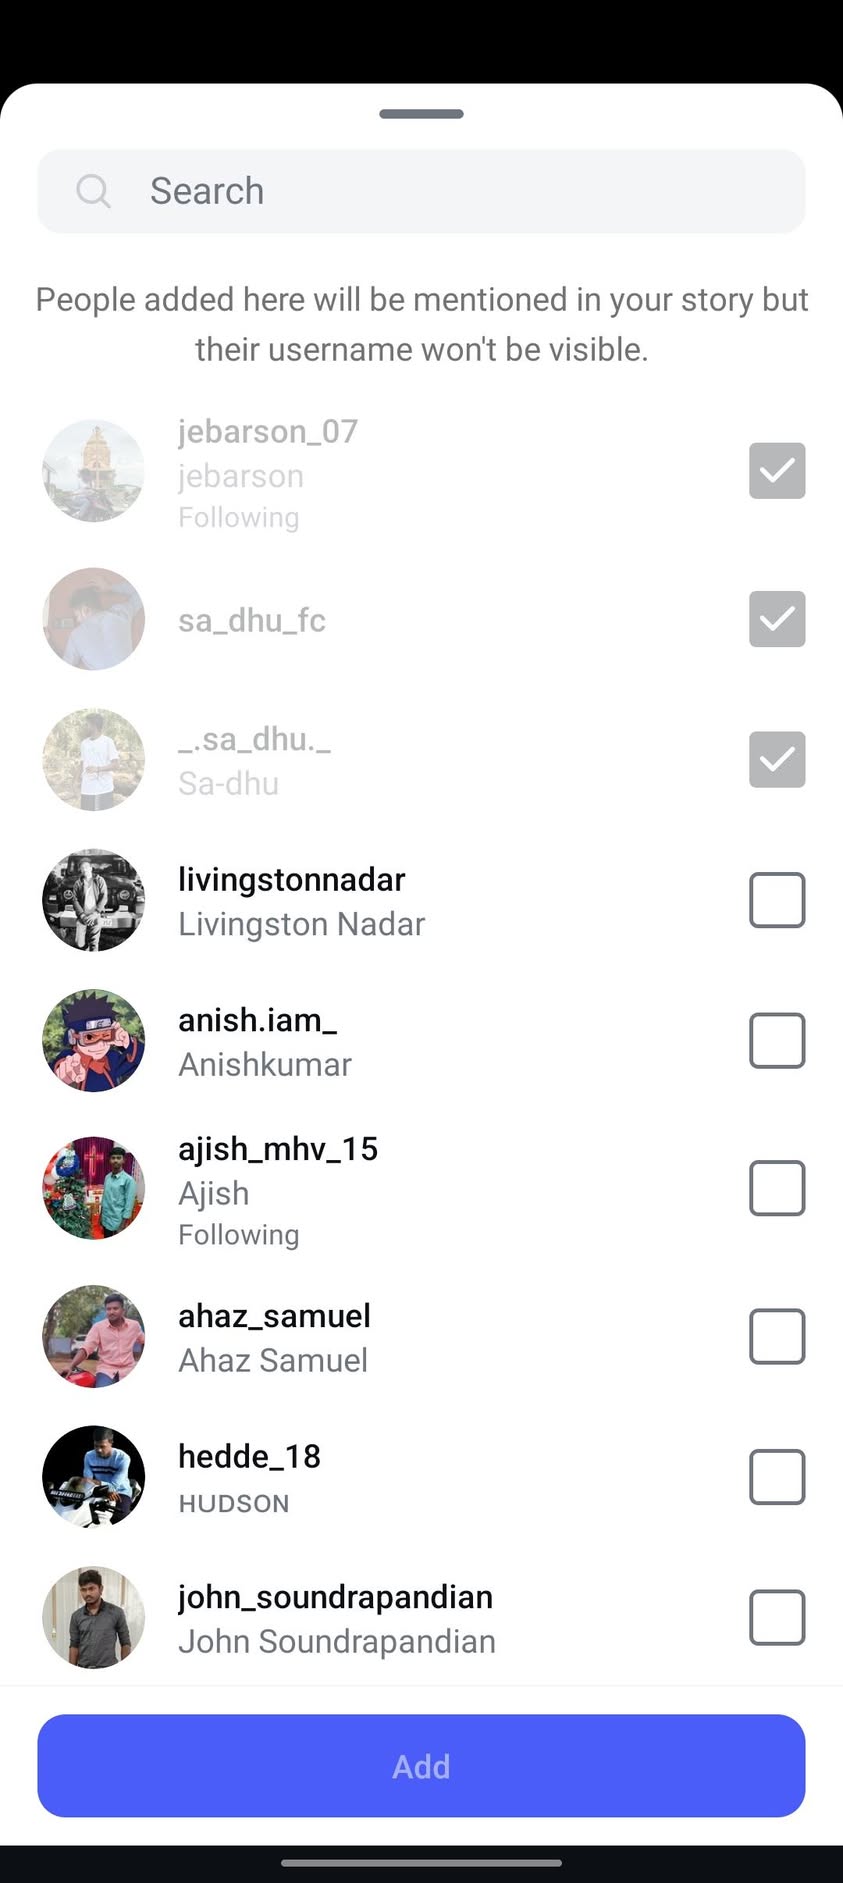 Search
People added here will be mentioned in your story but
their username won't be visible.
jebarson_07
jebarson
Following
sa_dhu_fc
_.sa_dhu._
Sa-dhu
livingstonnadar
Livingston Nadar
anish.iam_
Anishkumar
ajish_mhv_15
Ajish
Following
ahaz_samuel
Ahaz Samuel
hedde_18
HUDSON
john_soundrapandian
John Soundrapandian
Add